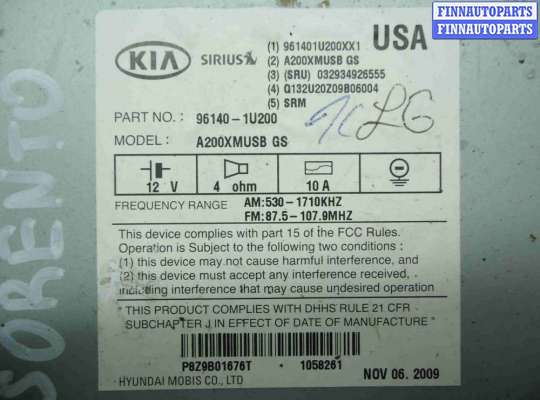 FINNAUTOPARTS
FINNAUTOPARTS
FINNAUTOPARTS
KIA SIRIUS
(1) 961401U200XX1
USA
(2) A200XMUSB GS
(3) (SRU) 032934926555
(4) Q132U20Z09B06004
(5) SRM
PART NO. : 96140-1U200
MODEL : A200XMUSB GS
12 V 4 ohm 10 A
FREQUENCY RANGE AM:530-1710KHZ
FM:87.5-107.9MHZ
This device complies with part 15 of the FCC Rules.
Operation is Subject to the following two conditions :
(1) this device may not cause harmful interference, and
(2) this device must accept any interference received,
including interference that may cause undesired operation
" THIS PRODUCT COMPLIES WITH DHHS RULE 21 CFR
SUBCHAPTER J IN EFFECT OF DATE OF MANUFACTURE "
P8Z9B01676T * 1058261
HYUNDAI MOBIS CO., LTD
NOV 06. 2009
SORENTO
FINNAUTOPARTS
FINNAUTOPARTS
FINNAUTOPARTS